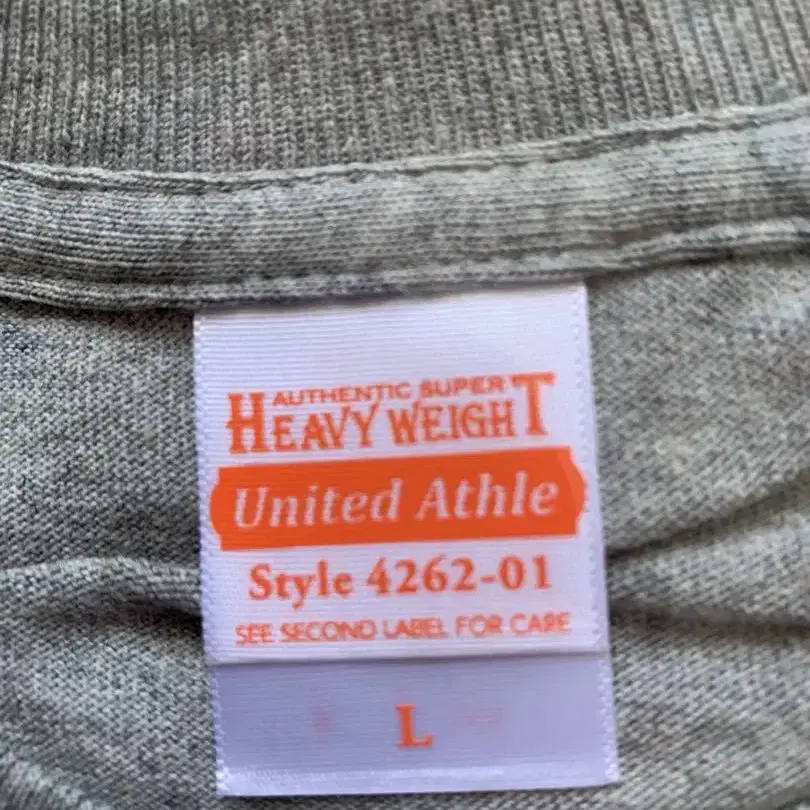 AUTHENTIC SUPER
HEAVY WEIGHT
United Athle
Style 4262-01
SEE SECOND LABEL FOR CARE
L